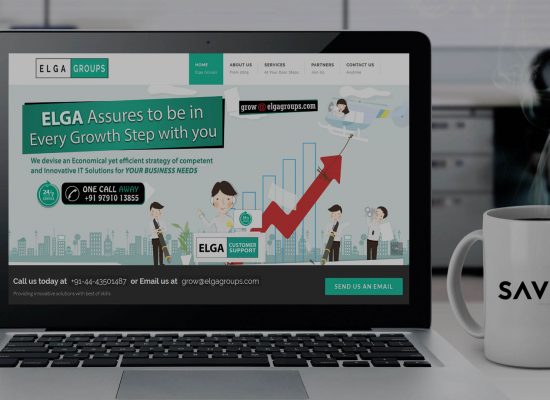 ELGA GROUPS
HOME
ABOUT US
SERVICES
PARTNERS
CONTACT US
Elga Groups
From Elga
At Your Door Steps
Join Us
Anytime
ELGA Assures to be in
Every Growth Step with you
grow@elgagroups.com
We devise an Economical yet efficient strategy of competent
and Innovative IT Solutions for YOUR BUSINESS NEEDS
24/7
SERVICE
ONE CALL AWAY
+91 97910 13855
ELGA CUSTOMER
SUPPORT
Call us today at +91-44-43501487 or Email us at grow@elgagroups.com
Providing innovative solutions with best of skills
SEND US AN EMAIL
SAV